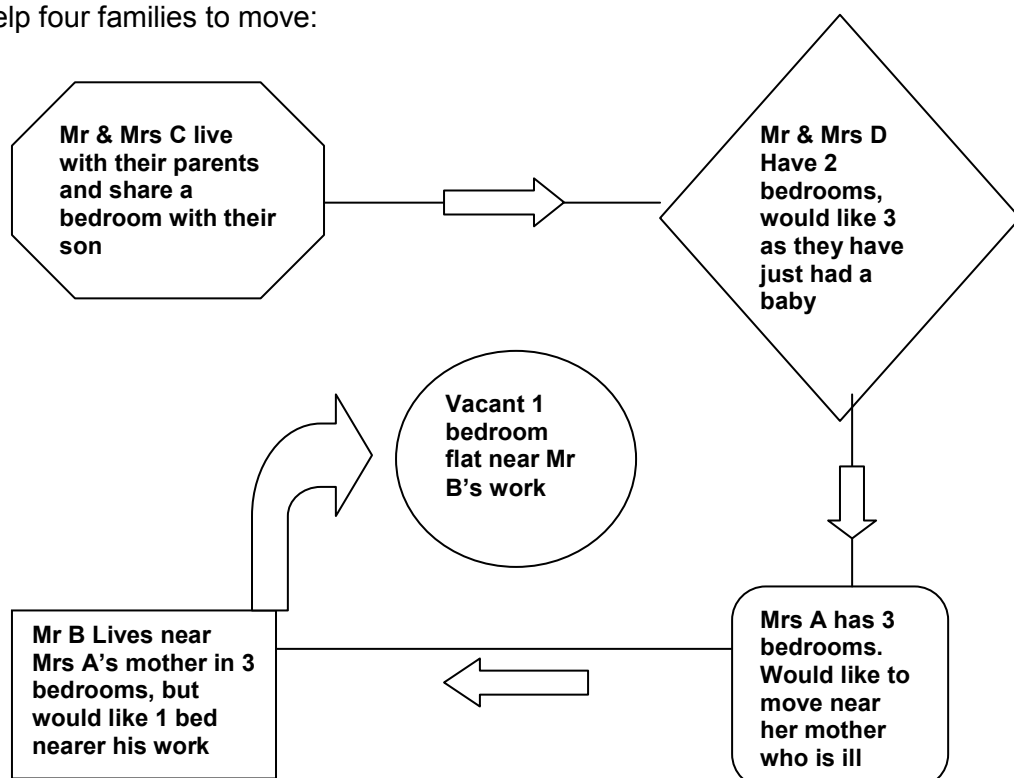 elp four families to move:
Mr & Mrs C live
with their parents
and share a
bedroom with their
son
Mr & Mrs D
Have 2
bedrooms,
would like 3
as they have
just had a
baby
Vacant 1
bedroom
flat near Mr
B’s work
Mr B Lives near
Mrs A’s mother in 3
bedrooms, but
would like 1 bed
nearer his work
Mrs A has 3
bedrooms.
Would like to
move near
her mother
who is ill